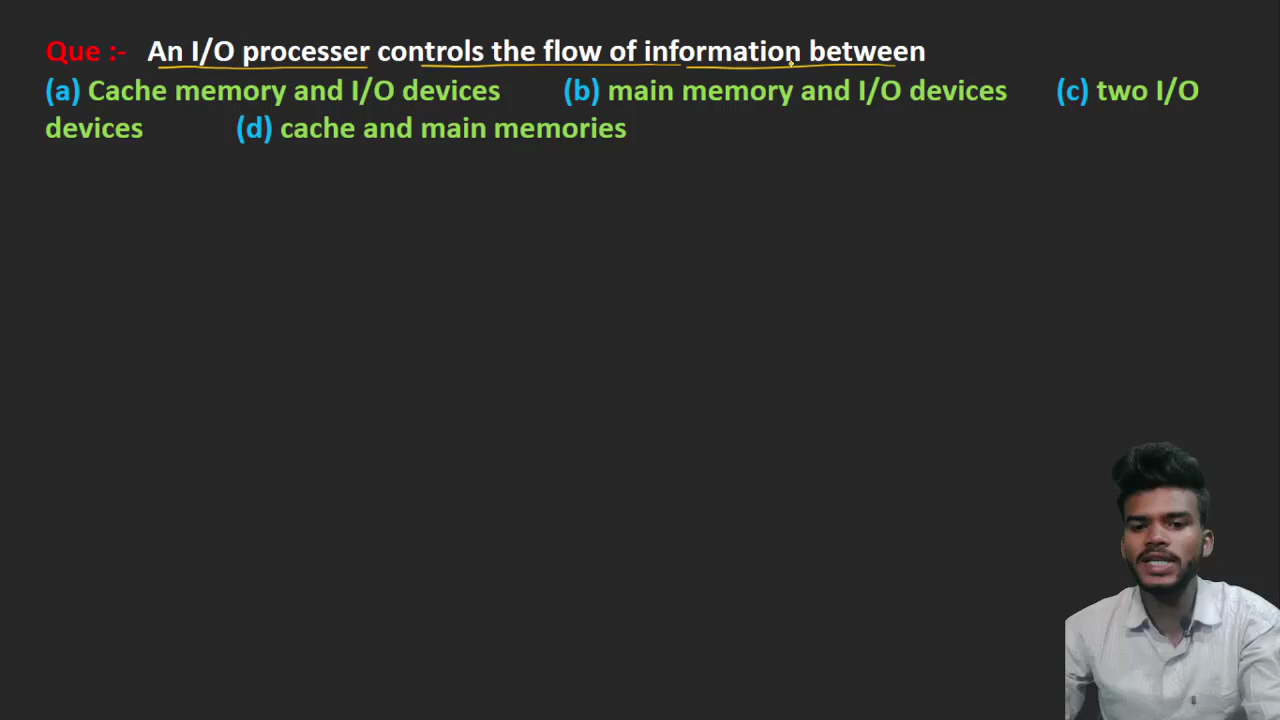 Que :- An I/O processer controls the flow of information between
(a) Cache memory and I/O devices (b) main memory and I/O devices (c) two I/O
devices (d) cache and main memories